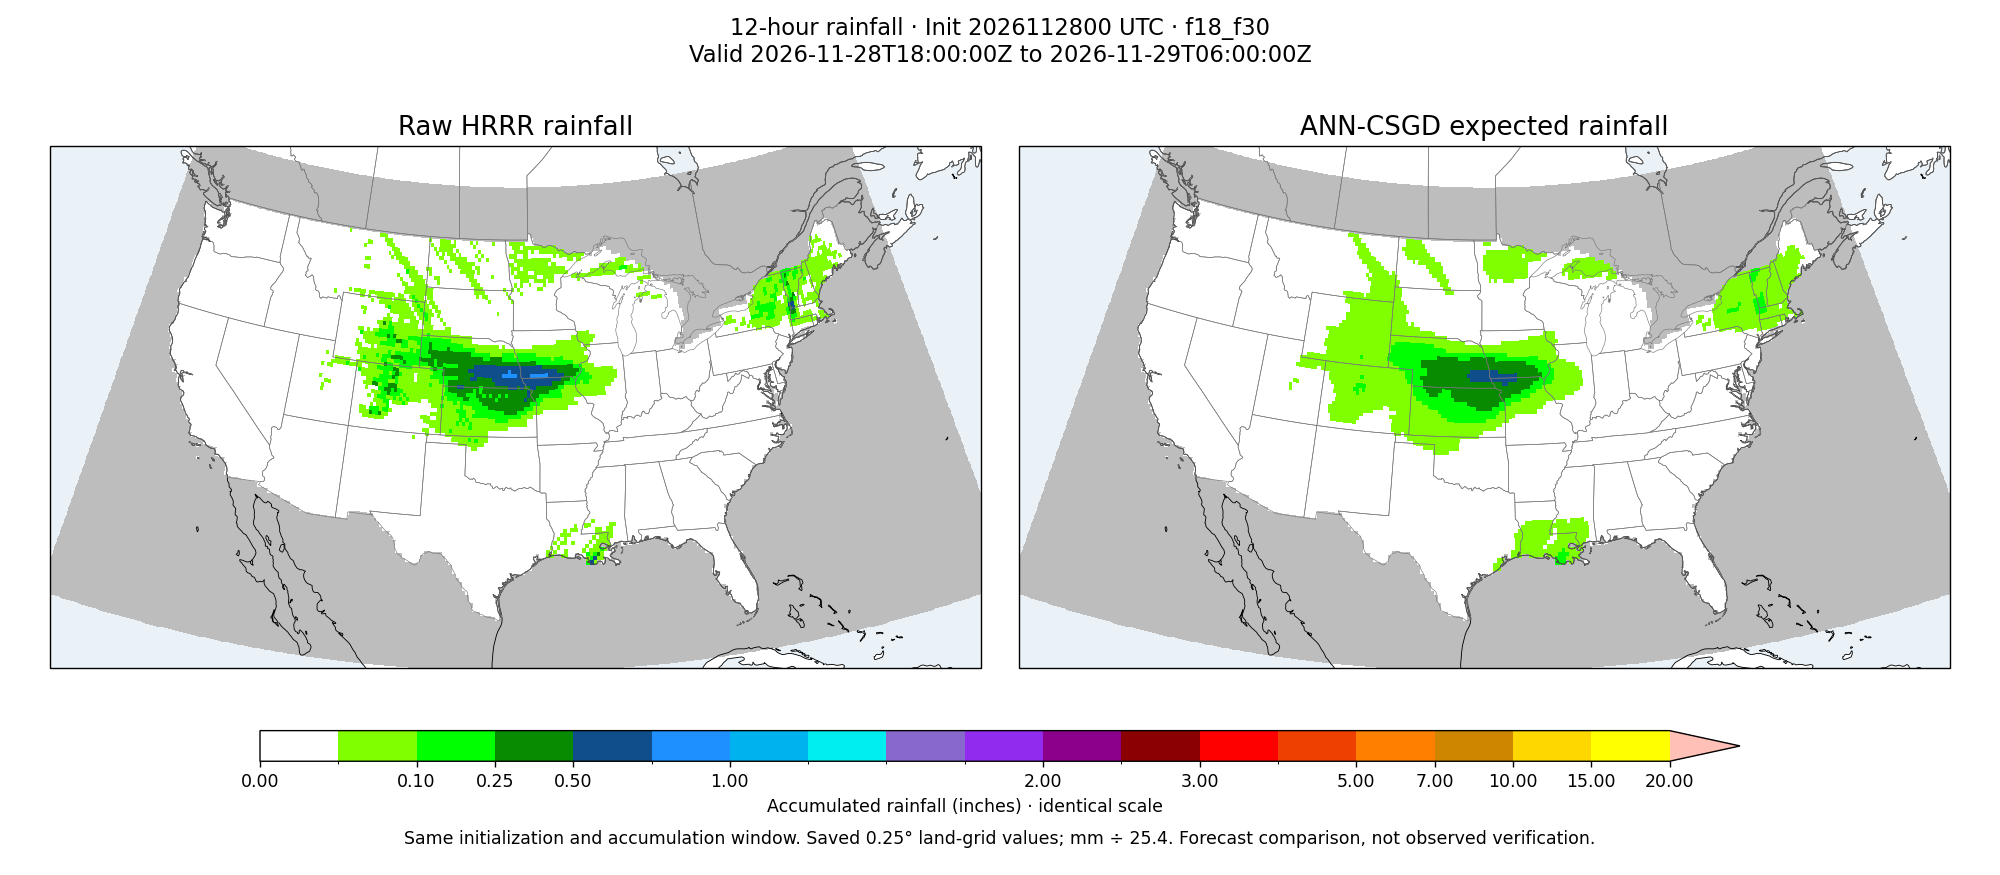 12-hour rainfall · Init 2026112800 UTC · f18_f30
Valid 2026-11-28T18:00:00Z to 2026-11-29T06:00:00Z
Raw HRRR rainfall
ANN-CSGD expected rainfall
0.00 0.10 0.25 0.50 1.00 2.00 3.00 5.00 7.00 10.00 15.00 20.00
Accumulated rainfall (inches) · identical scale
Same initialization and accumulation window. Saved 0.25° land-grid values; mm ÷ 25.4. Forecast comparison, not observed verification.